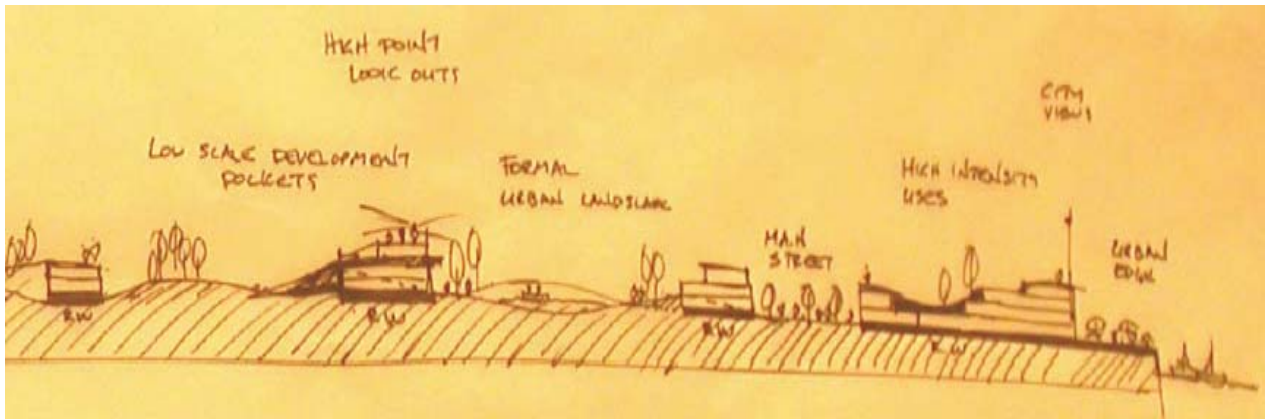 HIGH POINT
LOOK OUTS
CITY
VIEWS
LOW SCALE DEVELOPMENT
POCKETS
FORMAL
URBAN LANDSCAPE
HIGH INTENSITY
USES
MAIN
STREET
URBAN
EDGE
RW
RW
RW
RW